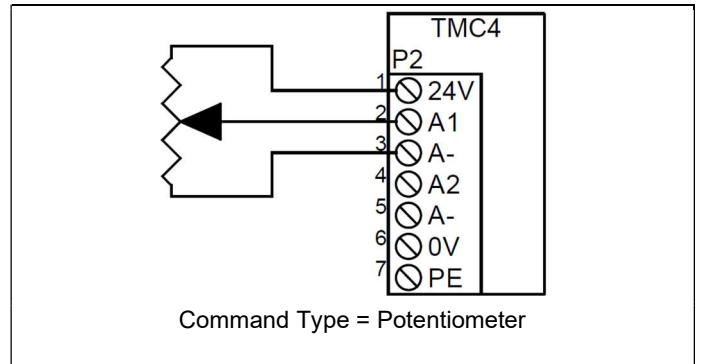 TMC4
P2
1 24V
2 A1
3 A-
4 A2
5 A-
6 0V
7 PE
Command Type = Potentiometer